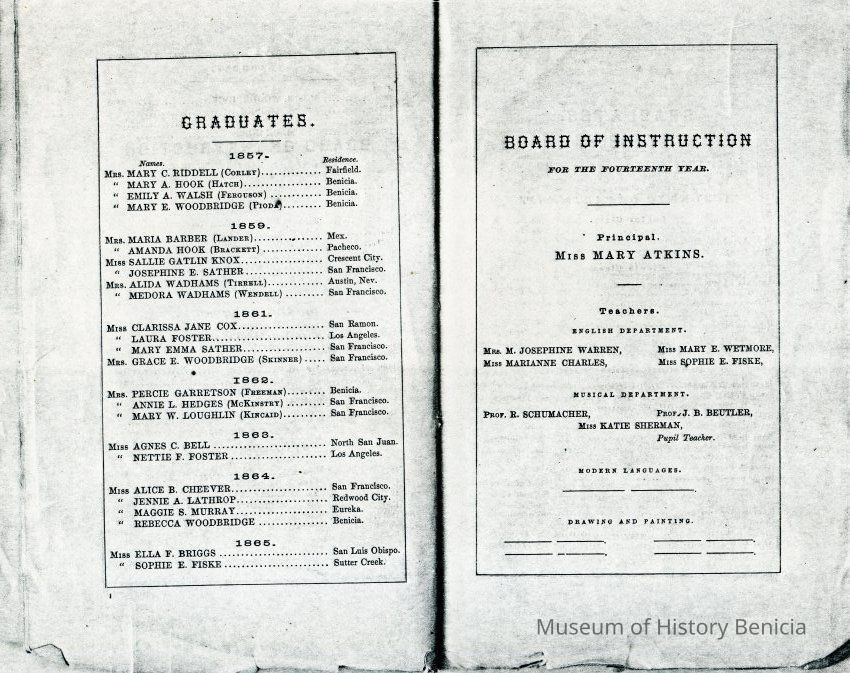 GRADUATES.
1857.
Names. Residence.
Mrs. MARY C. RIDDELL (Corley).............. Fairfield.
“ MARY A. HOOK (Hatch).................. Benicia.
“ EMILY A. WALSH (Ferguson) ............ Benicia.
“ MARY E. WOODBRIDGE (Pioda)......... Benicia.
1859.
Mrs. MARIA BARBER (Lander)................ Mex.
“ AMANDA HOOK (Brackett) .............. Pacheco.
Miss SALLIE GATLIN KNOX................... Crescent City.
“ JOSEPHINE E. SATHER................. San Francisco.
Mrs. ALIDA WADHAMS (Tirrell)............. Austin, Nev.
“ MEDORA WADHAMS (Wendell) ......... San Francisco.
1861.
Miss CLARISSA JANE COX..................... San Ramon.
“ LAURA FOSTER........................... Los Angeles.
“ MARY EMMA SATHER.................... San Francisco.
Mrs. GRACE E. WOODBRIDGE (Skinner)..... San Francisco.
1862.
Mrs. PERCIE GARRETSON (Freeman)......... Benicia.
“ ANNIE L. HEDGES (McKinstry) ......... San Francisco.
“ MARY W. LOUGHLIN (Kincaid).......... San Francisco.
1863.
Miss AGNES C. BELL ........................... North San Juan.
“ NETTIE F. FOSTER...................... Los Angeles.
1864.
Miss ALICE B. CHEEVER....................... San Francisco.
“ JENNIE A. LATHROP..................... Redwood City.
“ MAGGIE S. MURRAY...................... Eureka.
“ REBECCA WOODBRIDGE ................. Benicia.
1865.
Miss ELLA F. BRIGGS .......................... San Luis Obispo.
“ SOPHIE E. FISKE......................... Sutter Creek.
BOARD OF INSTRUCTION
FOR THE FOURTEENTH YEAR.
Principal.
Miss MARY ATKINS.
Teachers.
ENGLISH DEPARTMENT.
Mrs. M. JOSEPHINE WARREN, Miss MARY E. WETMORE,
Miss MARIANNE CHARLES, Miss SOPHIE E. FISKE,
MUSICAL DEPARTMENT.
Prof. R. SCHUMACHER, Prof. J. B. BEUTLER,
Miss KATIE SHERMAN,
Pupil Teacher.
MODERN LANGUAGES.
DRAWING AND PAINTING.
Museum of History Benicia